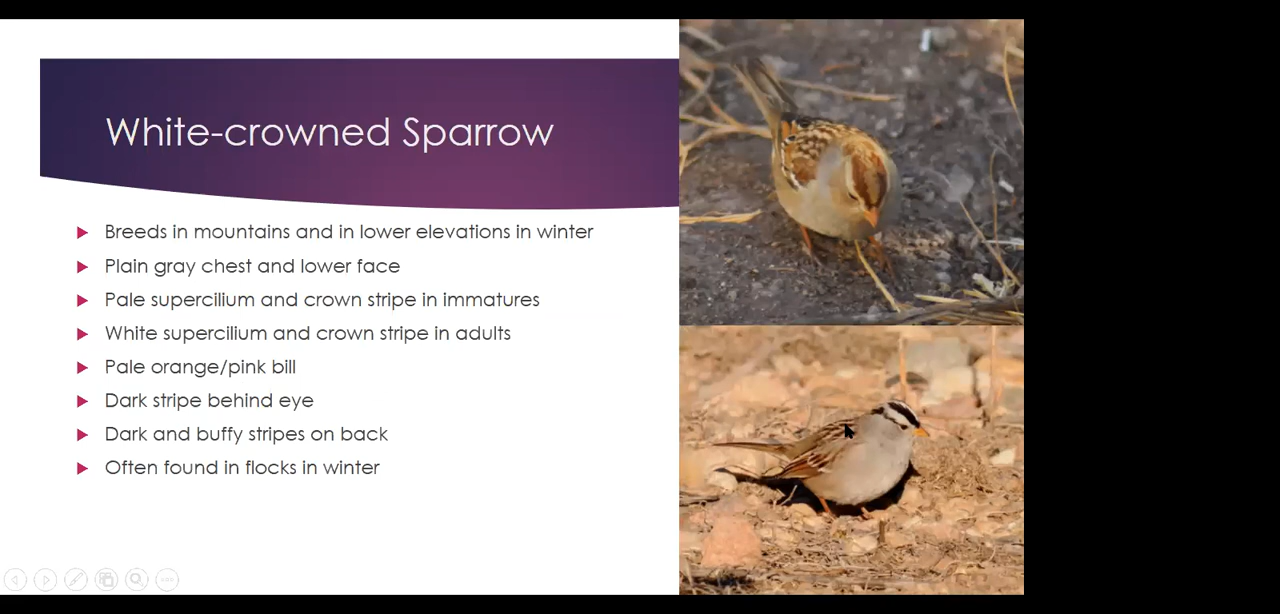 White-crowned Sparrow
Breeds in mountains and in lower elevations in winter
Plain gray chest and lower face
Pale supercilium and crown stripe in immatures
White supercilium and crown stripe in adults
Pale orange/pink bill
Dark stripe behind eye
Dark and buffy stripes on back
Often found in flocks in winter